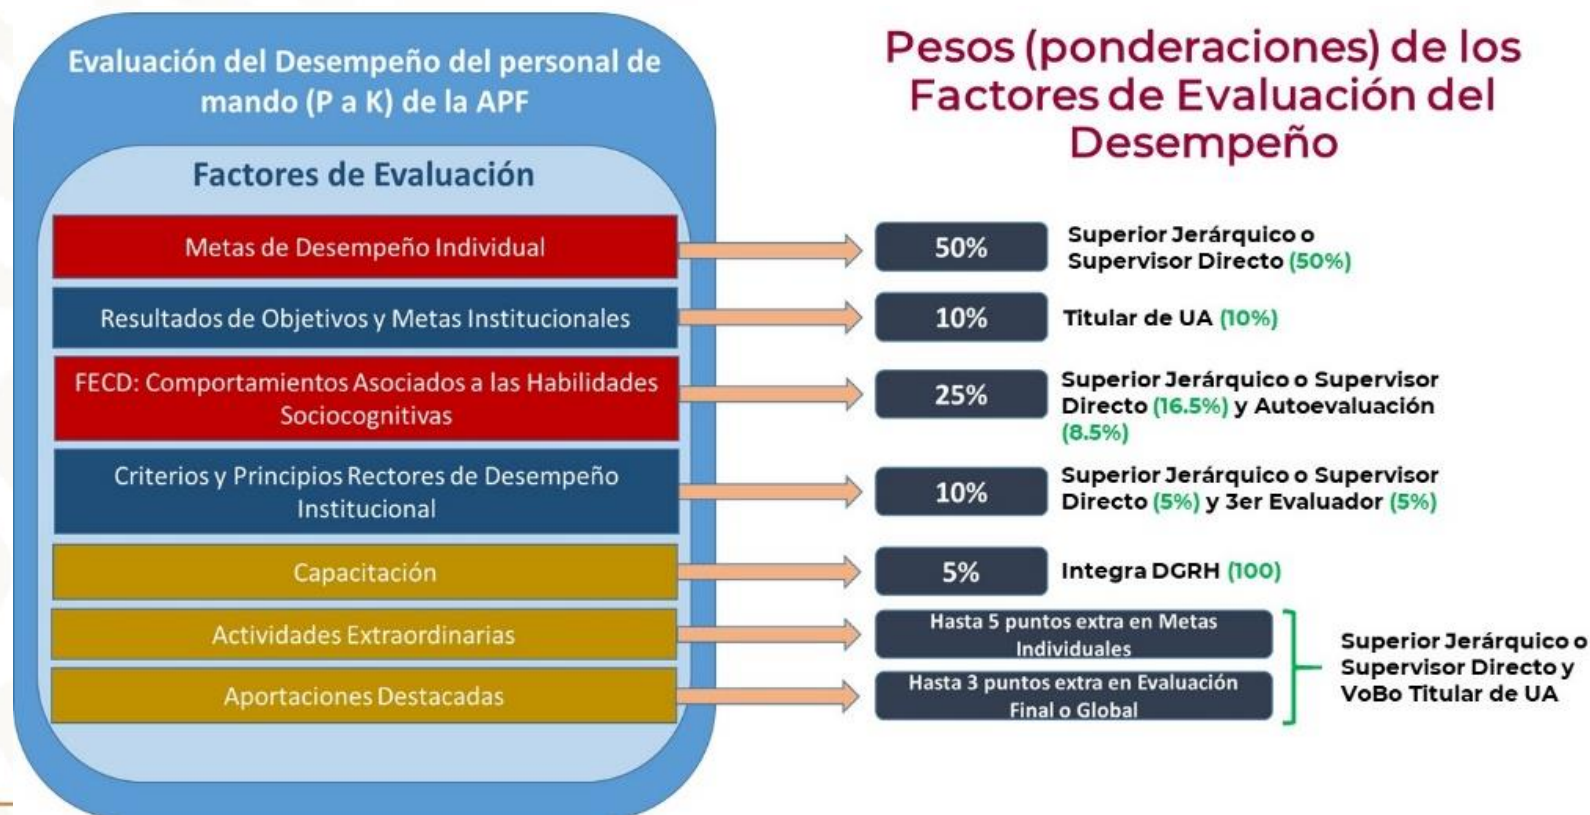 Evaluación del Desempeño del personal de
mando (P a K) de la APF
Factores de Evaluación
Pesos (ponderaciones) de los
Factores de Evaluación del
Desempeño
Metas de Desempeño Individual
50%
Superior Jerárquico o
Supervisor Directo (50%)
Resultados de Objetivos y Metas Institucionales
10%
Titular de UA (10%)
FECD: Comportamientos Asociados a las Habilidades
Sociocognitivas
25%
Superior Jerárquico o Supervisor
Directo (16.5%) y Autoevaluación
(8.5%)
Criterios y Principios Rectores de Desempeño
Institucional
10%
Superior Jerárquico o Supervisor
Directo (5%) y 3er Evaluador (5%)
Capacitación
5%
Integra DGRH (100)
Actividades Extraordinarias
Hasta 5 puntos extra en Metas
Individuales
Aportaciones Destacadas
Hasta 3 puntos extra en Evaluación
Final o Global
Superior Jerárquico o
Supervisor Directo y
VoBo Titular de UA